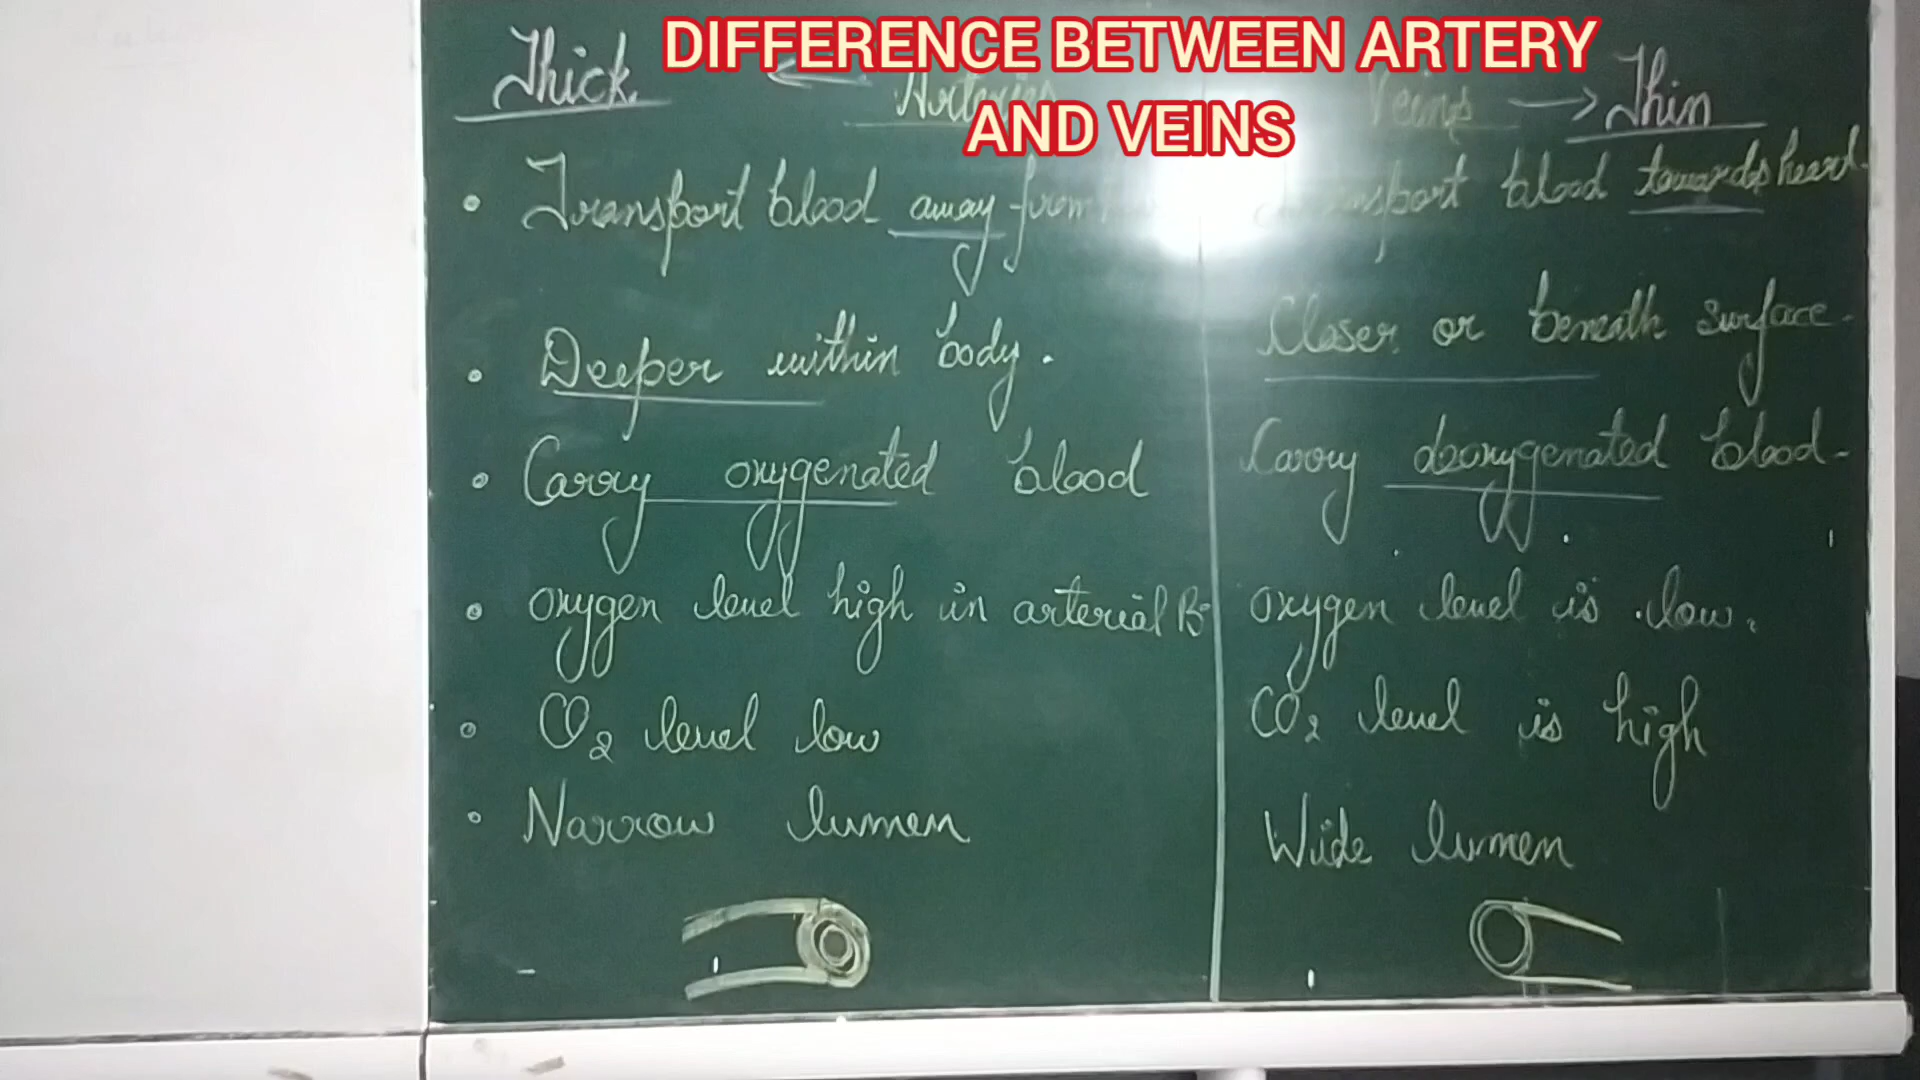 DIFFERENCE BETWEEN ARTERY
AND VEINS
Thick. ← Arteries
Veins → Thin
• Transport blood away from
Transport blood towards heart.
• Deeper within body.
Closer or beneath surface.
• Carry oxygenated blood
Carry deoxygenated blood.
• Oxygen level high in arterial B.
Oxygen level is low.
• CO2 level low
CO2 level is high
• Narrow lumen
Wide lumen